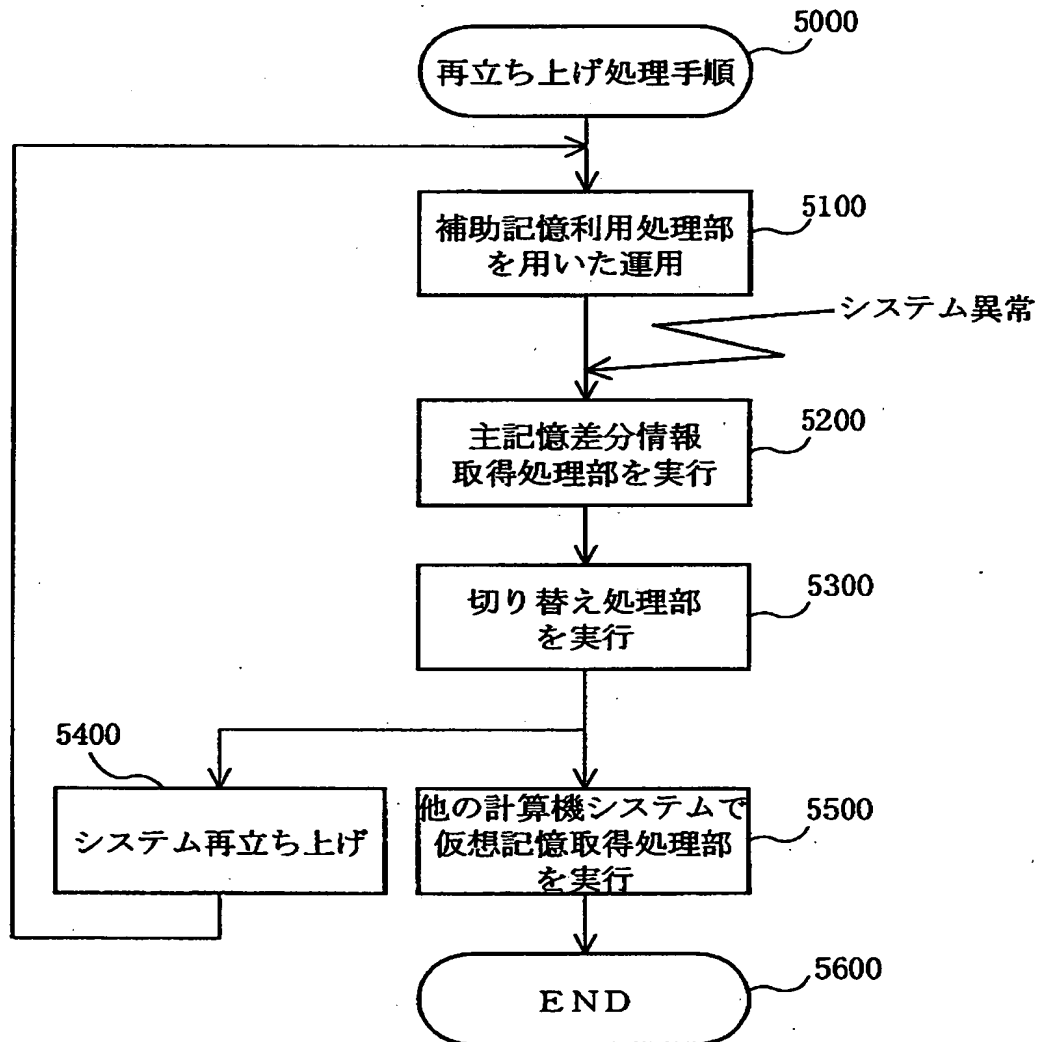 5000
再立ち上げ処理手順
5100
補助記憶利用処理部
を用いた運用
システム異常
5200
主記憶差分情報
取得処理部を実行
5300
切り替え処理部
を実行
5400
システム再立ち上げ
5500
他の計算機システムで
仮想記憶取得処理部
を実行
5600
END